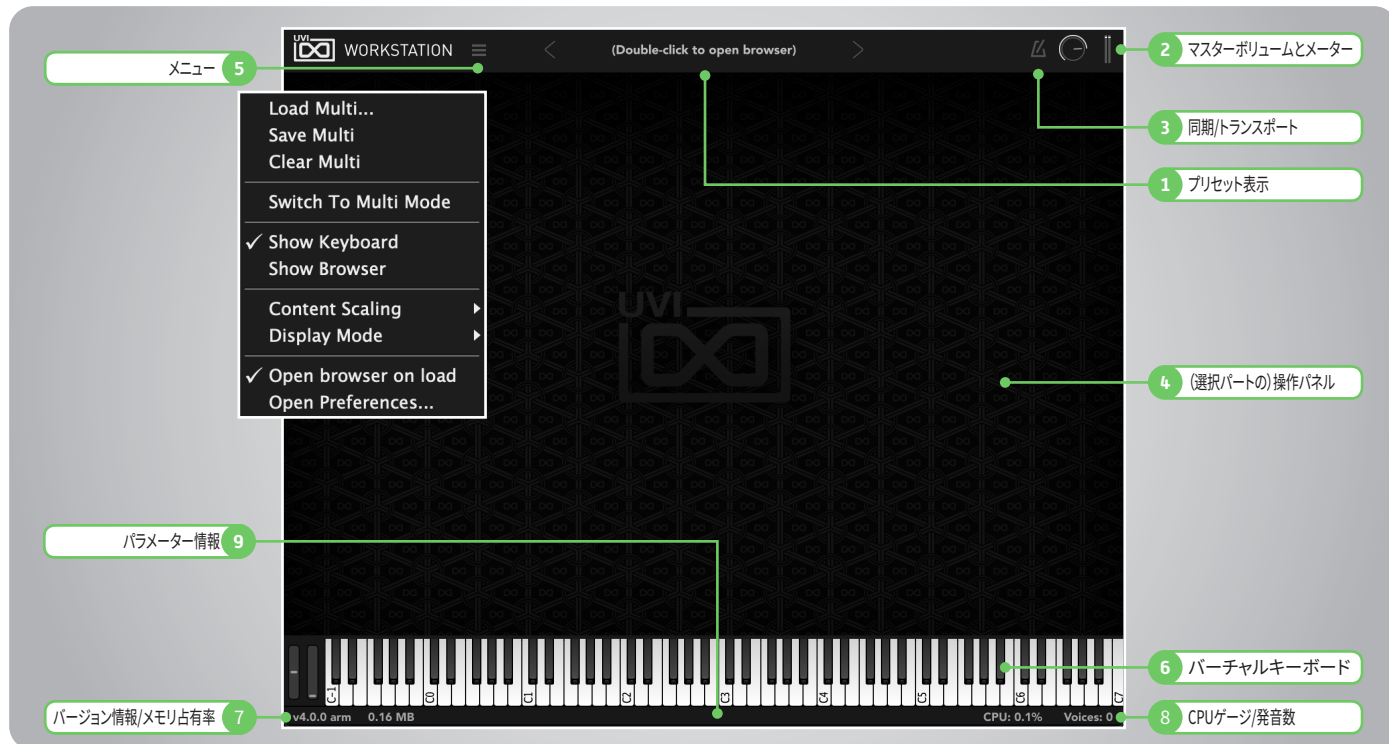 UVI
WORKSTATION
(Double-click to open browser)
メニュー 5
2 マスターボリュームとメーター
Load Multi...
Save Multi
Clear Multi
Switch To Multi Mode
✓ Show Keyboard
Show Browser
Content Scaling
Display Mode
✓ Open browser on load
Open Preferences...
3 同期/トランスポート
1 プリセット表示
UVI
4 (選択パートの)操作パネル
パラメーター情報 9
6 バーチャルキーボード
C-1 C0 C1 C2 C3 C4 C5 C6 C7
バージョン情報/メモリ占有率 7
v4.0.0 arm 0.16 MB
CPU: 0.1% Voices: 0
8 CPUゲージ/発音数